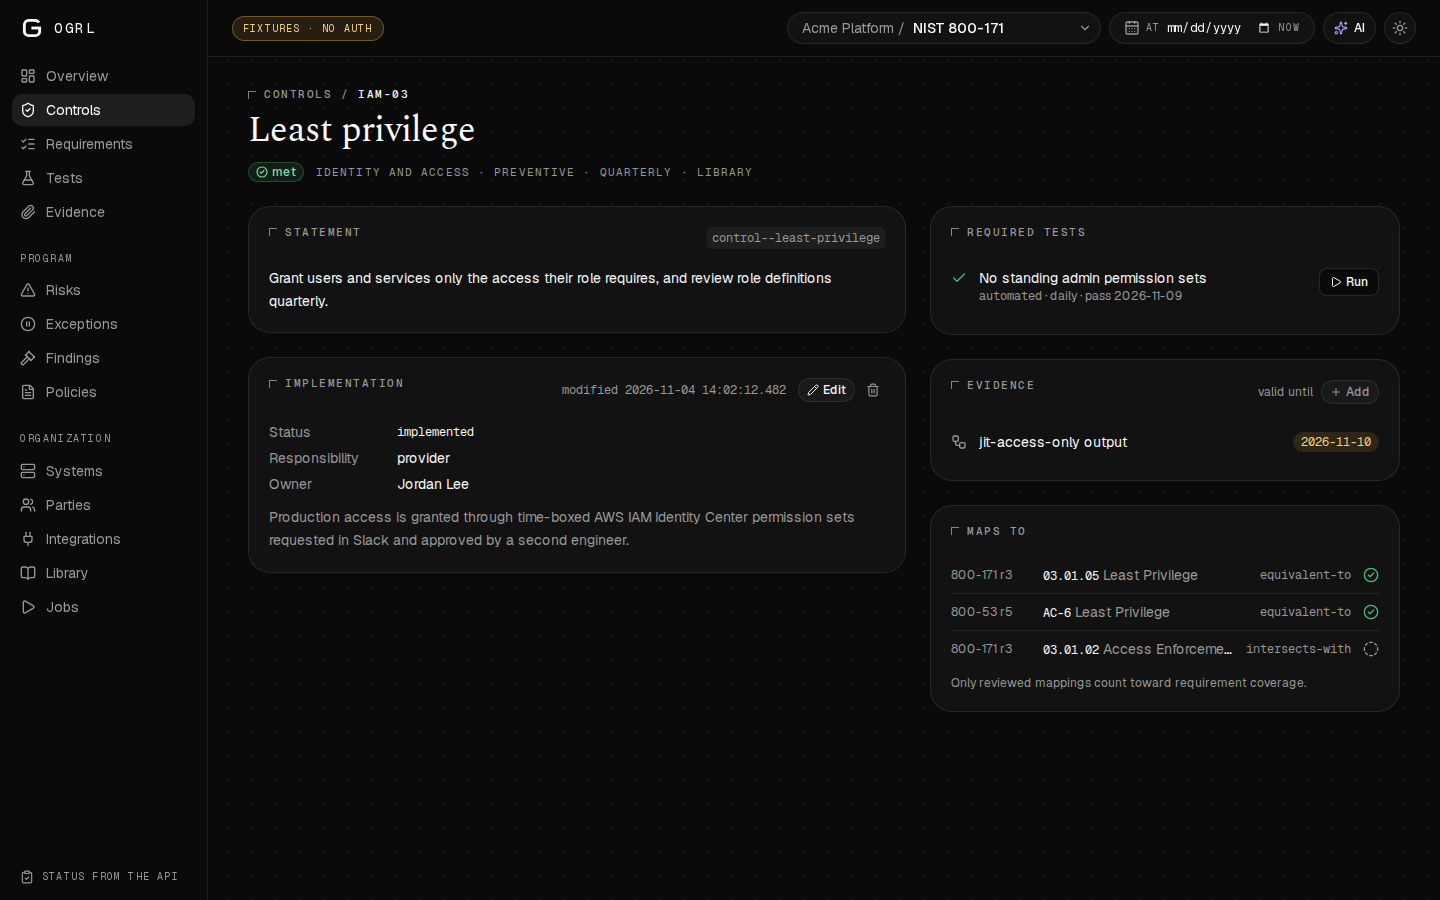 OGRL
FIXTURES · NO AUTH
Acme Platform / NIST 800-171
AT mm/dd/yyyy NOW
AI
Overview
Controls
Requirements
Tests
Evidence
PROGRAM
Risks
Exceptions
Findings
Policies
ORGANIZATION
Systems
Parties
Integrations
Library
Jobs
STATUS FROM THE API
CONTROLS / IAM-03
Least privilege
met IDENTITY AND ACCESS · PREVENTIVE · QUARTERLY · LIBRARY
STATEMENT
control--least-privilege
Grant users and services only the access their role requires, and review role definitions
quarterly.
IMPLEMENTATION
modified 2026-11-04 14:02:12.482 Edit
Status implemented
Responsibility provider
Owner Jordan Lee
Production access is granted through time-boxed AWS IAM Identity Center permission sets
requested in Slack and approved by a second engineer.
REQUIRED TESTS
No standing admin permission sets
automated · daily · pass 2026-11-09
Run
EVIDENCE
valid until + Add
jit-access-only output 2026-11-10
MAPS TO
800-171 r3 03.01.05 Least Privilege equivalent-to
800-53 r5 AC-6 Least Privilege equivalent-to
800-171 r3 03.01.02 Access Enforceme… intersects-with
Only reviewed mappings count toward requirement coverage.